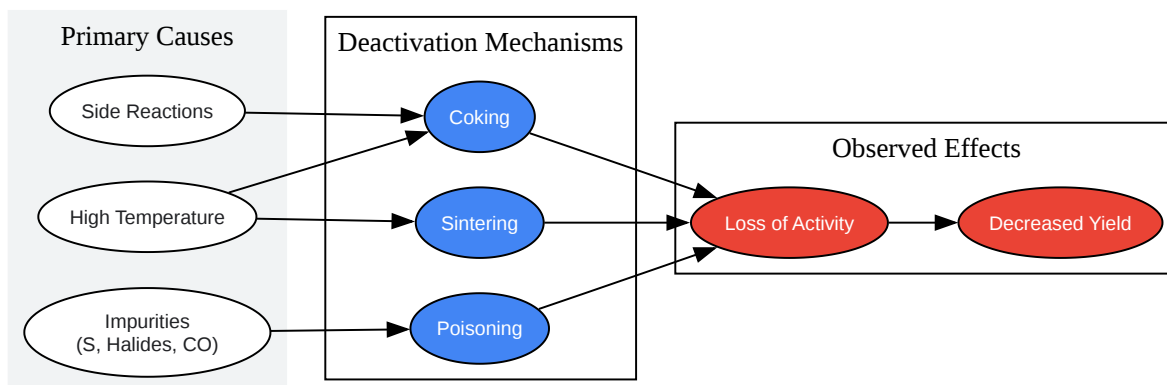 Primary Causes
Side Reactions
High Temperature
Impurities
(S, Halides, CO)
Deactivation Mechanisms
Coking
Sintering
Poisoning
Observed Effects
Loss of Activity
Decreased Yield